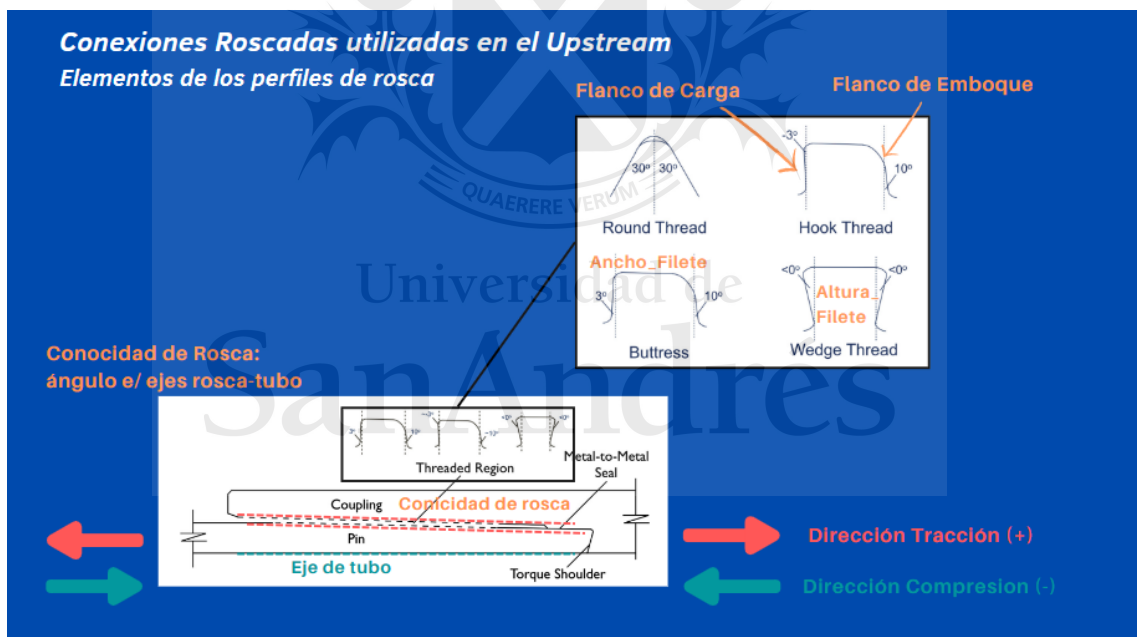 Conexiones Roscadas utilizadas en el Upstream
Elementos de los perfiles de rosca
Flanco de Carga
Flanco de Emboque
-3º
10º
30º 30º
Round Thread
Hook Thread
QUAERERE VERUM
Ancho_Filete
3º
10º
Buttress
<0º
<0º
Altura_
Filete
Wedge Thread
Universidad de
SanAndrés
Conocidad de Rosca:
ángulo e/ ejes rosca-tubo
<0º
<0º
Threaded Region
Metal-to-Metal
Seal
Coupling
Conicidad de rosca
Pin
Eje de tubo
Torque Shoulder
Dirección Tracción (+)
Dirección Compresion (-)